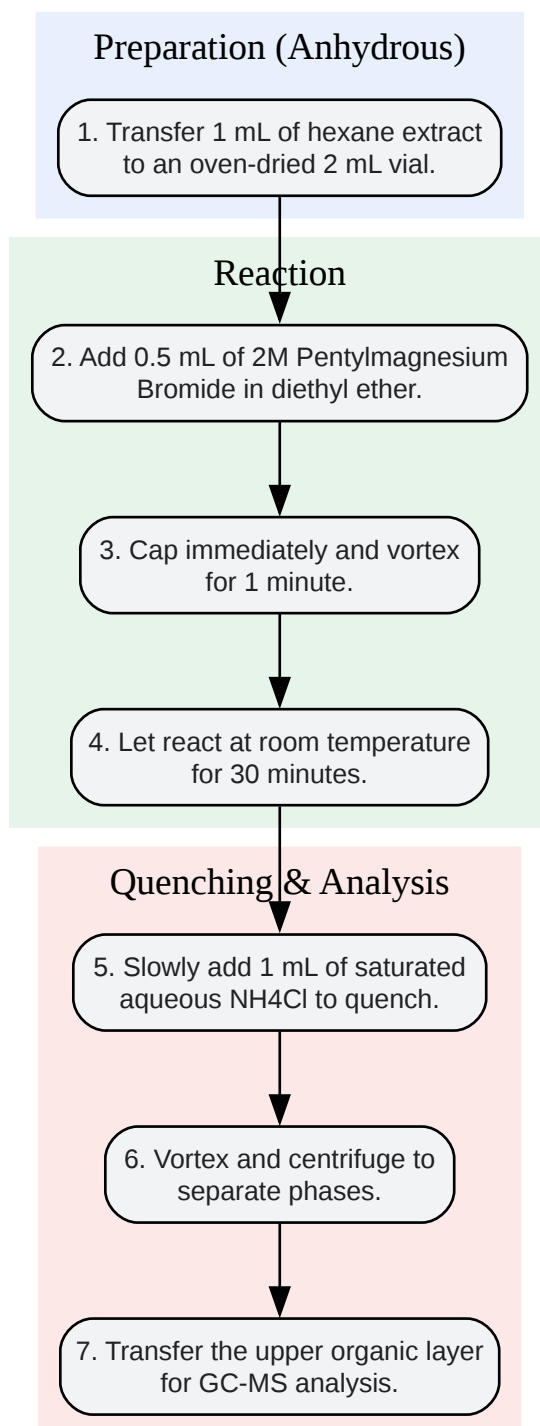 Preparation (Anhydrous)
1. Transfer 1 mL of hexane extract
to an oven-dried 2 mL vial.
Reaction
2. Add 0.5 mL of 2M Pentylmagnesium
Bromide in diethyl ether.
3. Cap immediately and vortex
for 1 minute.
4. Let react at room temperature
for 30 minutes.
Quenching & Analysis
5. Slowly add 1 mL of saturated
aqueous NH4Cl to quench.
6. Vortex and centrifuge to
separate phases.
7. Transfer the upper organic layer
for GC-MS analysis.